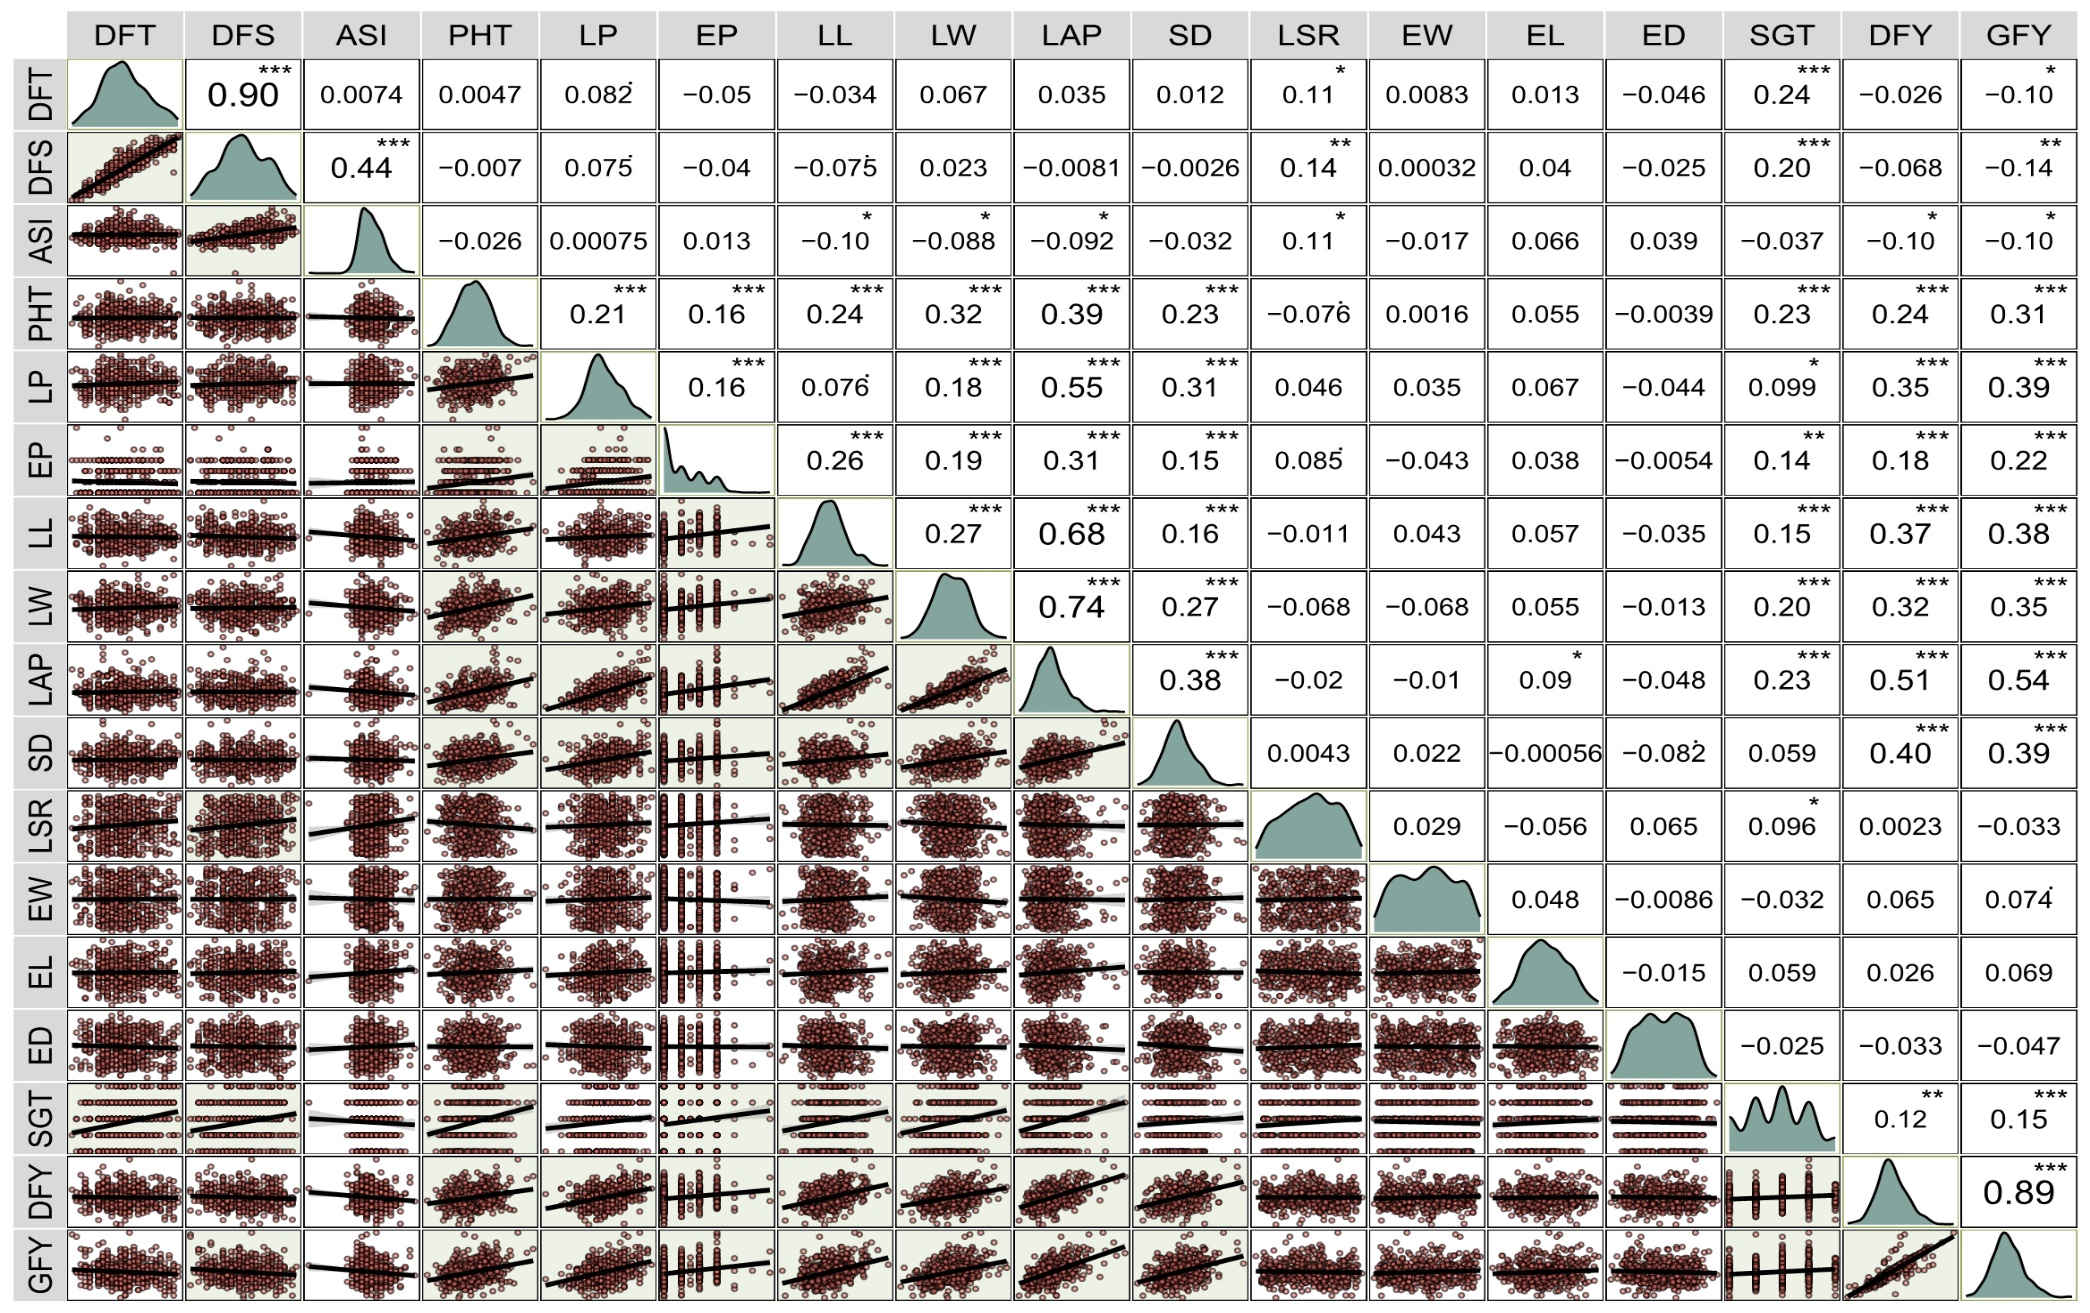 DFT DFS ASI PHT LP EP LL LW LAP SD LSR EW EL ED SGT DFY GFY
DFT 0.90*** 0.0074 0.0047 0.082. −0.05 −0.034 0.067 0.035 0.012 0.11* 0.0083 0.013 −0.046 0.24*** −0.026 −0.10*
DFS 0.44*** −0.007 0.075. −0.04 −0.075. 0.023 −0.0081 −0.0026 0.14** 0.00032 0.04 −0.025 0.20*** −0.068 −0.14**
ASI −0.026 0.00075 0.013 −0.10* −0.088* −0.092* −0.032 0.11* −0.017 0.066 0.039 −0.037 −0.10* −0.10*
PHT 0.21*** 0.16*** 0.24*** 0.32*** 0.39*** 0.23*** −0.076. 0.0016 0.055 −0.0039 0.23*** 0.24*** 0.31***
LP 0.16*** 0.076. 0.18*** 0.55*** 0.31*** 0.046 0.035 0.067 −0.044 0.099* 0.35*** 0.39***
EP 0.26*** 0.19*** 0.31*** 0.15*** 0.085. −0.043 0.038 −0.0054 0.14** 0.18*** 0.22***
LL 0.27*** 0.68*** 0.16*** −0.011 0.043 0.057 −0.035 0.15*** 0.37*** 0.38***
LW 0.74*** 0.27*** −0.068 −0.068 0.055 −0.013 0.20*** 0.32*** 0.35***
LAP 0.38*** −0.02 −0.01 0.09* −0.048 0.23*** 0.51*** 0.54***
SD 0.0043 0.022 −0.00056 −0.082. 0.059 0.40*** 0.39***
LSR 0.029 −0.056 0.065 0.096* 0.0023 −0.033
EW 0.048 −0.0086 −0.032 0.065 0.074.
EL −0.015 0.059 0.026 0.069
ED −0.025 −0.033 −0.047
SGT 0.12** 0.15***
DFY 0.89***
GFY